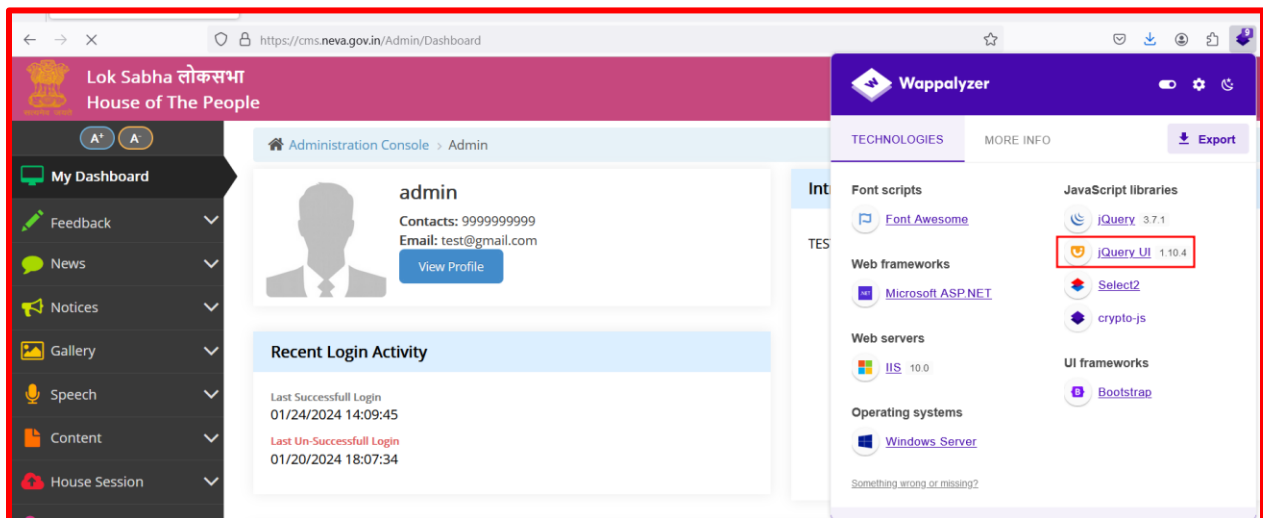 https://cms.neva.gov.in/Admin/Dashboard
9
Lok Sabha लोकसभा
House of The People
A+ A-
My Dashboard
Feedback
News
Notices
Gallery
Speech
Content
House Session
Administration Console > Admin
admin
Contacts: 9999999999
Email: test@gmail.com
View Profile
Recent Login Activity
Last Successfull Login
01/24/2024 14:09:45
Last Un-Successfull Login
01/20/2024 18:07:34
Int
TES
Wappalyzer
TECHNOLOGIES MORE INFO Export
Font scripts
Font Awesome
Web frameworks
Microsoft ASP.NET
Web servers
IIS 10.0
Operating systems
Windows Server
Something wrong or missing?
JavaScript libraries
jQuery 3.7.1
jQuery UI 1.10.4
Select2
crypto-js
UI frameworks
Bootstrap